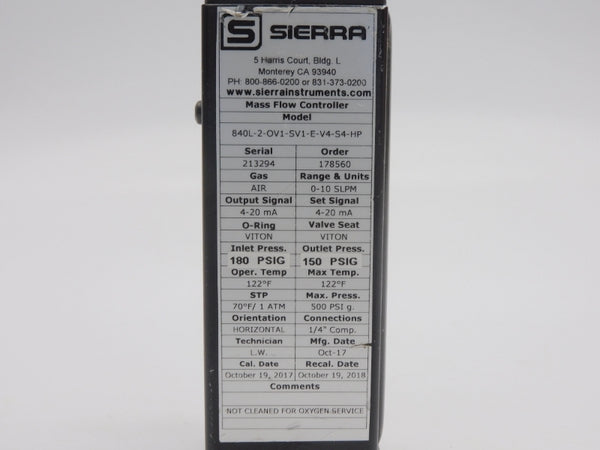 S SIERRA
5 Harris Court, Bldg. L
Monterey CA 93940
PH: 800-866-0200 or 831-373-0200
www.sierrainstruments.com
Mass Flow Controller
Model
840L-2-OV1-SV1-E-V4-S4-HP
Serial Order
213294 178560
Gas Range & Units
AIR 0-10 SLPM
Output Signal Set Signal
4-20 mA 4-20 mA
O-Ring Valve Seat
VITON VITON
Inlet Press. Outlet Press.
180 PSIG 150 PSIG
Oper. Temp Max Temp.
122°F 122°F
STP Max. Press.
70°F/ 1 ATM 500 PSI g.
Orientation Connections
HORIZONTAL 1/4" Comp.
Technician Mfg. Date
L.W. Oct-17
Cal. Date Recal. Date
October 19, 2017 October 19, 2018
Comments
NOT CLEANED FOR OXYGEN SERVICE